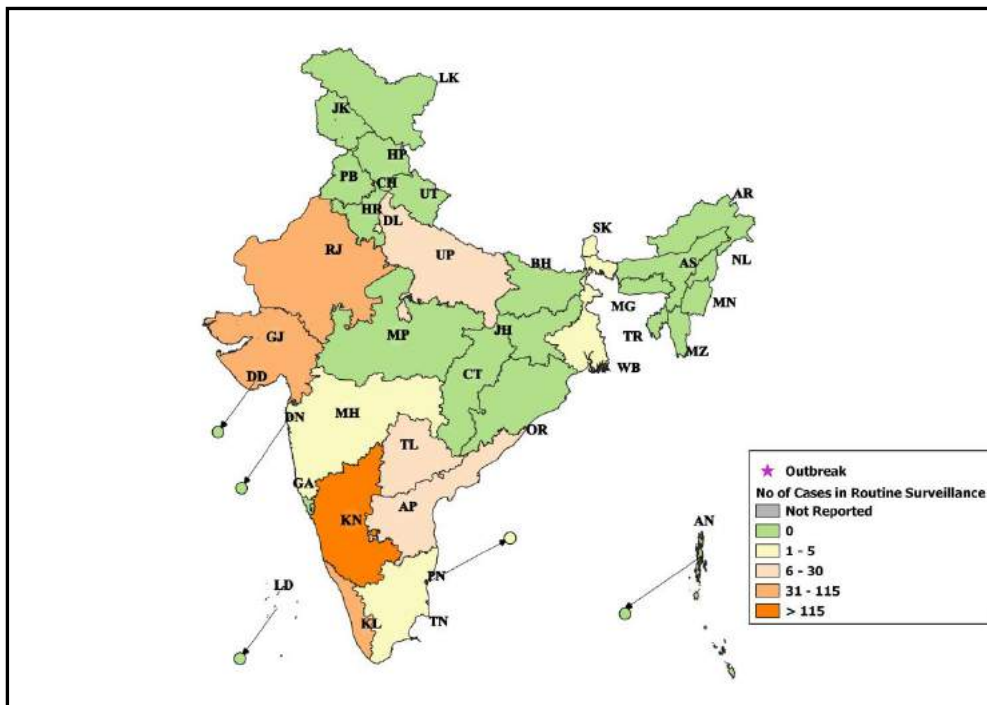 LK
JK
HP
PB
CH
UT
AR
HR
DL
SK
RJ
UP
BH
AS
NL
MG
MN
GJ
MP
JH
TR
MZ
DD
CT
WB
DN
MH
OR
TL
GA
AP
KN
AN
PN
LD
KL
TN
Outbreak
No of Cases in Routine Surveillance
Not Reported
0
1 - 5
6 - 30
31 - 115
> 115